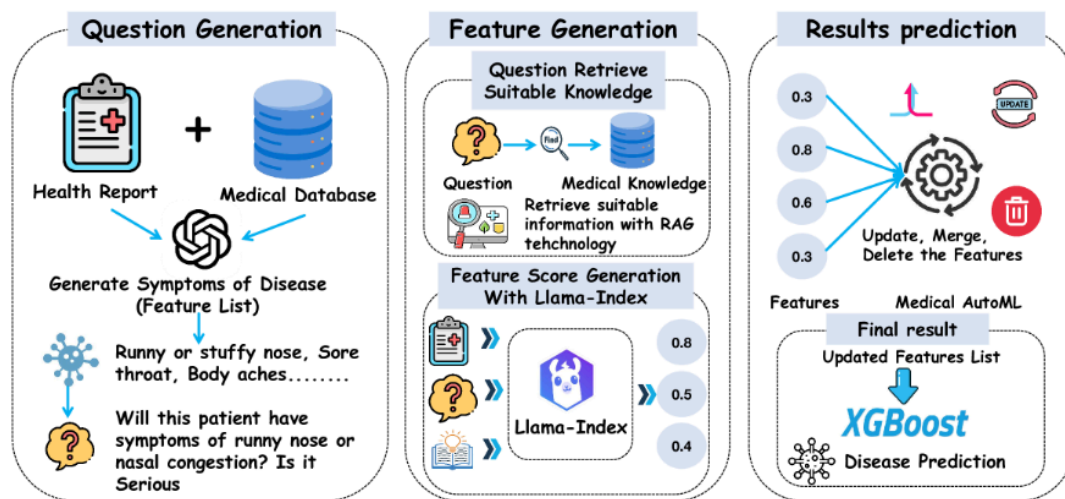 Question Generation
Health Report
Medical Database
Generate Symptoms of Disease
(Feature List)
Runny or stuffy nose, Sore
throat, Body aches........
Will this patient have
symptoms of runny nose or
nasal congestion? Is it
Serious
Feature Generation
Question Retrieve
Suitable Knowledge
Find
Question
Medical Knowledge
Retrieve suitable
information with RAG
tehchnology
Feature Score Generation
With Llama-Index
Llama-Index
0.8
0.5
0.4
Results prediction
0.3
0.8
0.6
0.3
UPDATE
Update, Merge,
Delete the Features
Features
Medical AutoML
Final result
Updated Features List
XGBoost
Disease Prediction